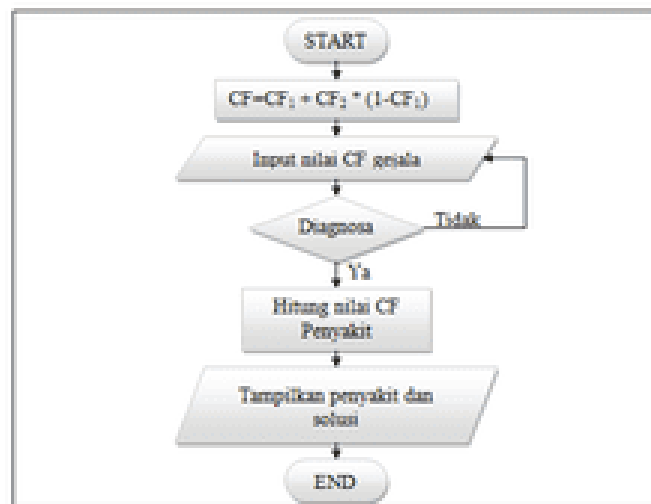 START
CF=CF₁ + CF₂ * (1-CF₁)
Input nilai CF gejala
Diagnosa
Tidak
Ya
Hitung nilai CF
Penyakit
Tampilkan penyakit dan
solusi
END